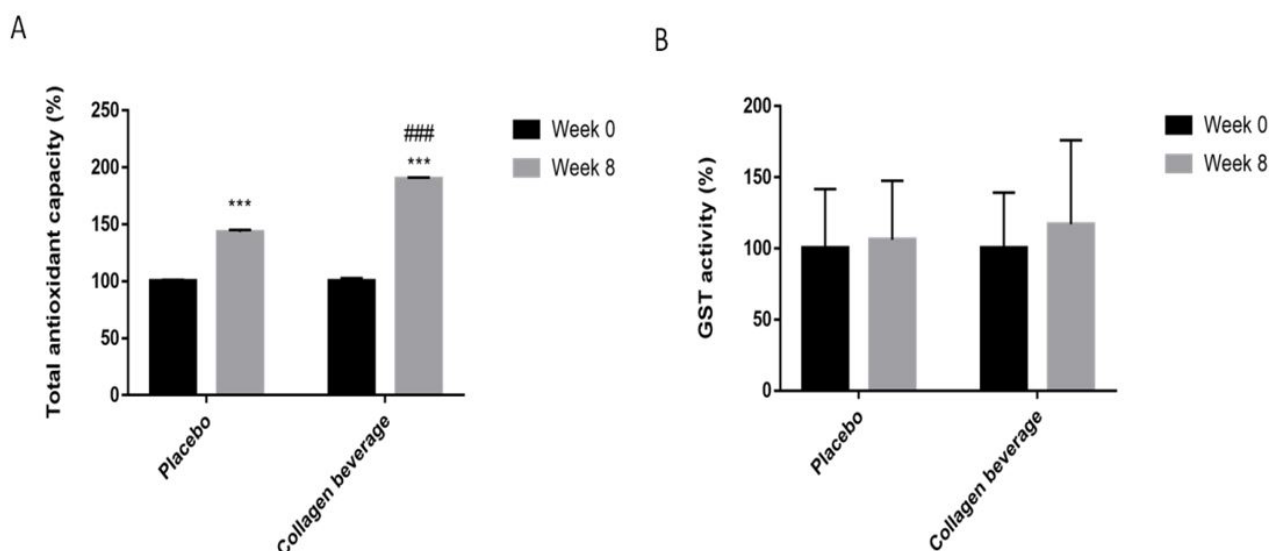 A
Total antioxidant capacity (%)
250
200
150
100
50
0
***
###
***
Placebo
Collagen beverage
Week 0
Week 8
B
GST activity (%)
200
150
100
50
0
Placebo
Collagen beverage
Week 0
Week 8